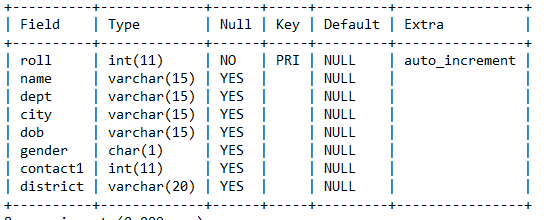 +----------+-------------+------+-----+---------+----------------+
| Field    | Type        | Null | Key | Default | Extra          |
+----------+-------------+------+-----+---------+----------------+
| roll     | int(11)     | NO   | PRI | NULL    | auto_increment |
| name     | varchar(15) | YES  |     | NULL    |                |
| dept     | varchar(15) | YES  |     | NULL    |                |
| city     | varchar(15) | YES  |     | NULL    |                |
| dob      | varchar(15) | YES  |     | NULL    |                |
| gender   | char(1)     | YES  |     | NULL    |                |
| contact1 | int(11)     | YES  |     | NULL    |                |
| district | varchar(20) | YES  |     | NULL    |                |
+----------+-------------+------+-----+---------+----------------+